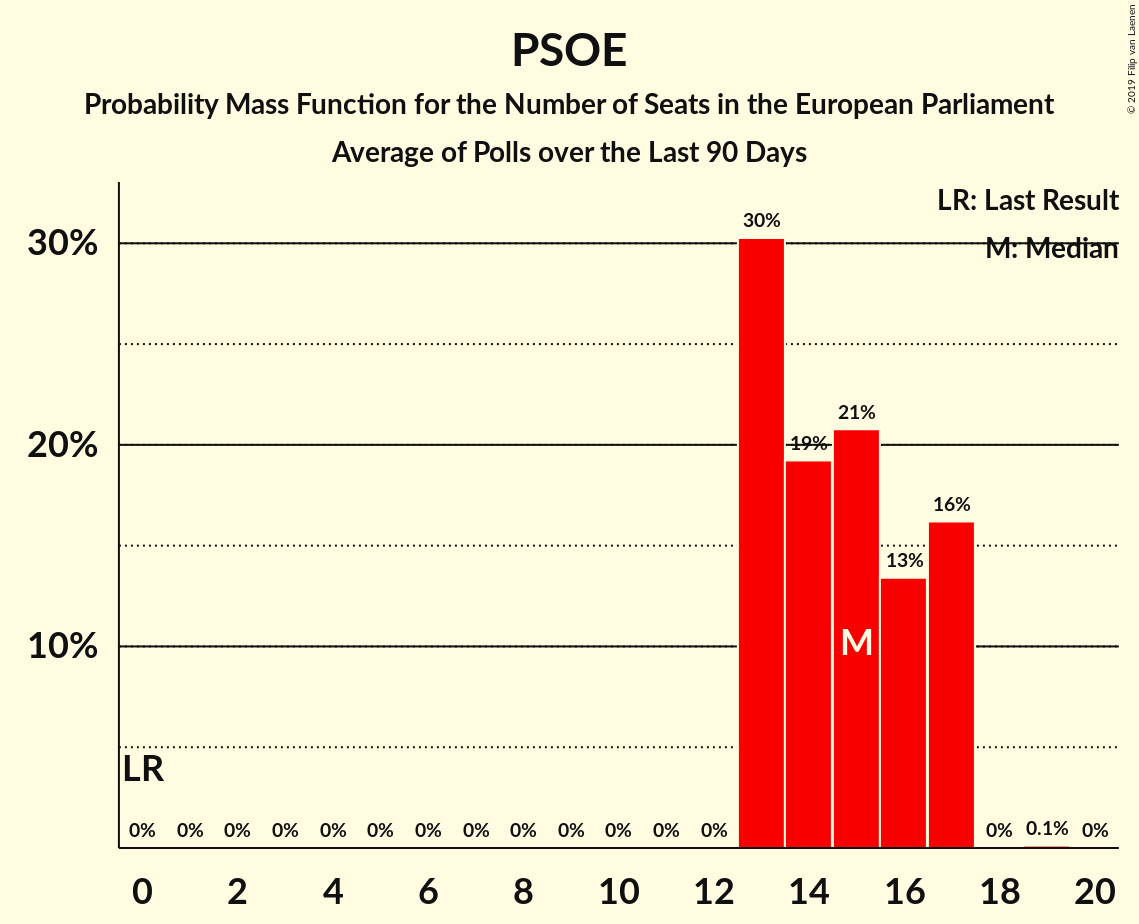 PSOE
Probability Mass Function for the Number of Seats in the European Parliament
Average of Polls over the Last 90 Days
© 2019 Filip van Laenen
LR: Last Result
M: Median
30%
20%
10%
30%
19%
21%
13%
16%
M
LR
0% 0% 0% 0% 0% 0% 0% 0% 0% 0% 0% 0% 0% 0% 0.1% 0%
0 2 4 6 8 10 12 14 16 18 20